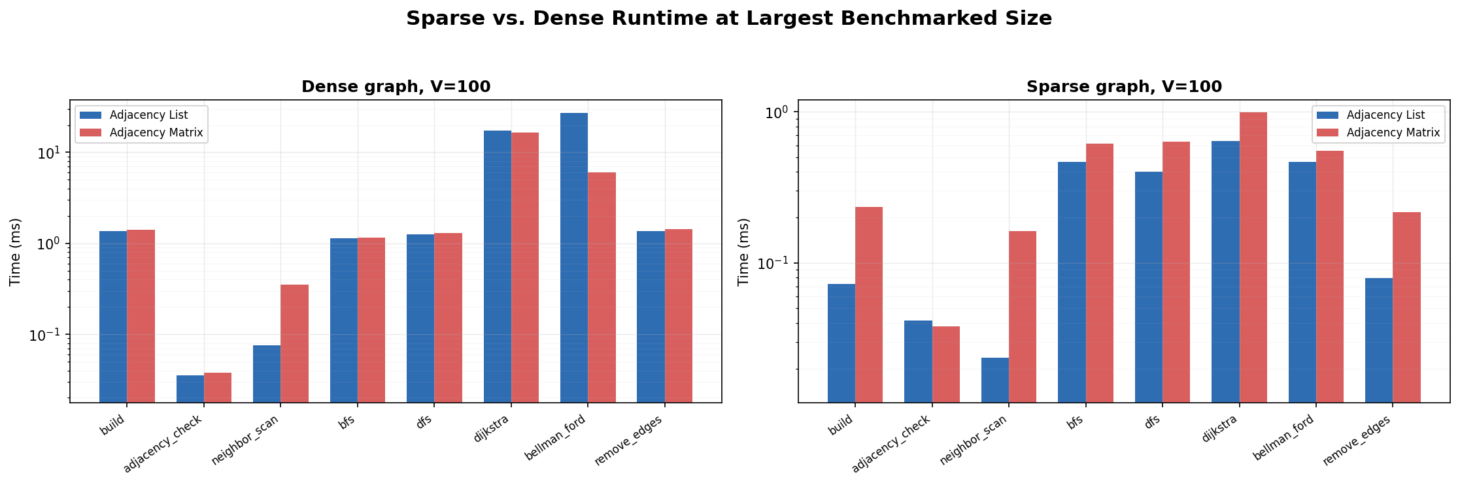 Sparse vs. Dense Runtime at Largest Benchmarked Size
Dense graph, V=100
Adjacency List
Adjacency Matrix
Time (ms)
10¹
10⁰
10⁻¹
build
adjacency_check
neighbor_scan
bfs
dfs
dijkstra
bellman_ford
remove_edges
Sparse graph, V=100
Adjacency List
Adjacency Matrix
Time (ms)
10⁰
10⁻¹
build
adjacency_check
neighbor_scan
bfs
dfs
dijkstra
bellman_ford
remove_edges